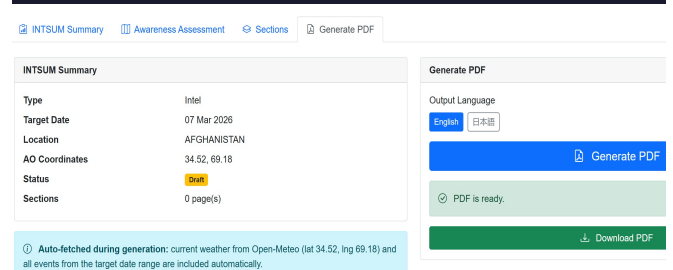 INTSUM Summary Awareness Assessment Sections Generate PDF
INTSUM Summary
Type Intel
Target Date 07 Mar 2026
Location AFGHANISTAN
AO Coordinates 34.52, 69.18
Status Draft
Sections 0 page(s)
Auto-fetched during generation: current weather from Open-Meteo (lat 34.52, lng 69.18) and
all events from the target date range are included automatically.
Generate PDF
Output Language
English 日本語
Generate PDF
PDF is ready.
Download PDF